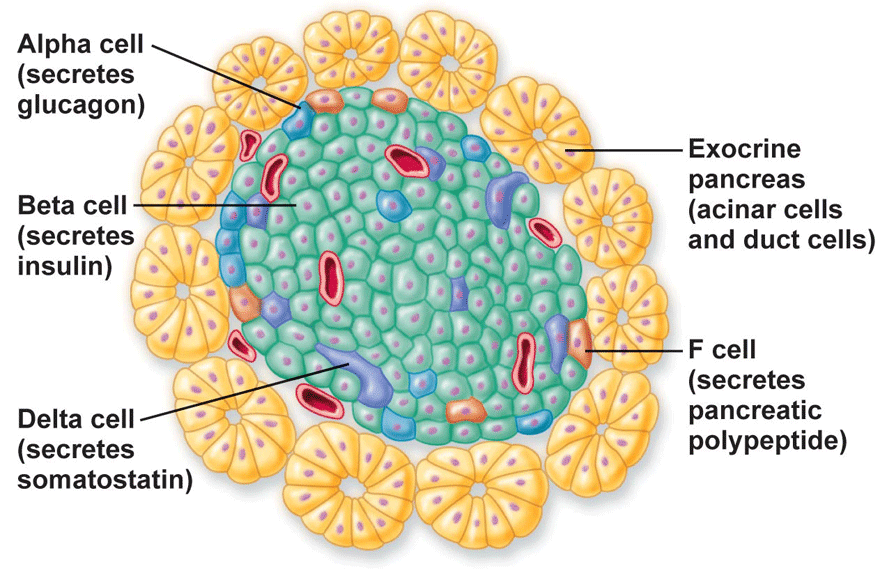 Alpha cell
(secretes
glucagon)
Beta cell
(secretes
insulin)
Delta cell
(secretes
somatostatin)
Exocrine
pancreas
(acinar cells
and duct cells)
F cell
(secretes
pancreatic
polypeptide)